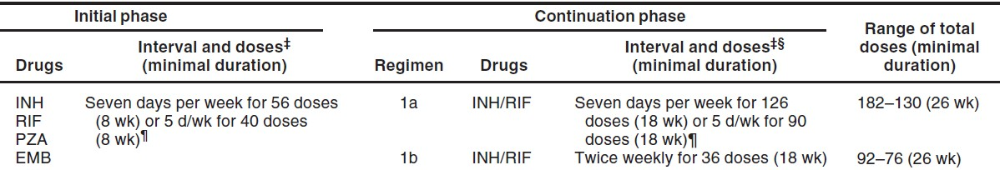 Initial phase Continuation phase
Range of total
Interval and doses‡ Interval and doses‡§ doses (minimal
Drugs (minimal duration) Regimen Drugs (minimal duration) duration)
INH Seven days per week for 56 doses 1a INH/RIF Seven days per week for 126 182–130 (26 wk)
RIF (8 wk) or 5 d/wk for 40 doses doses (18 wk) or 5 d/wk for 90
PZA (8 wk)¶ doses (18 wk)¶
EMB 1b INH/RIF Twice weekly for 36 doses (18 wk) 92–76 (26 wk)